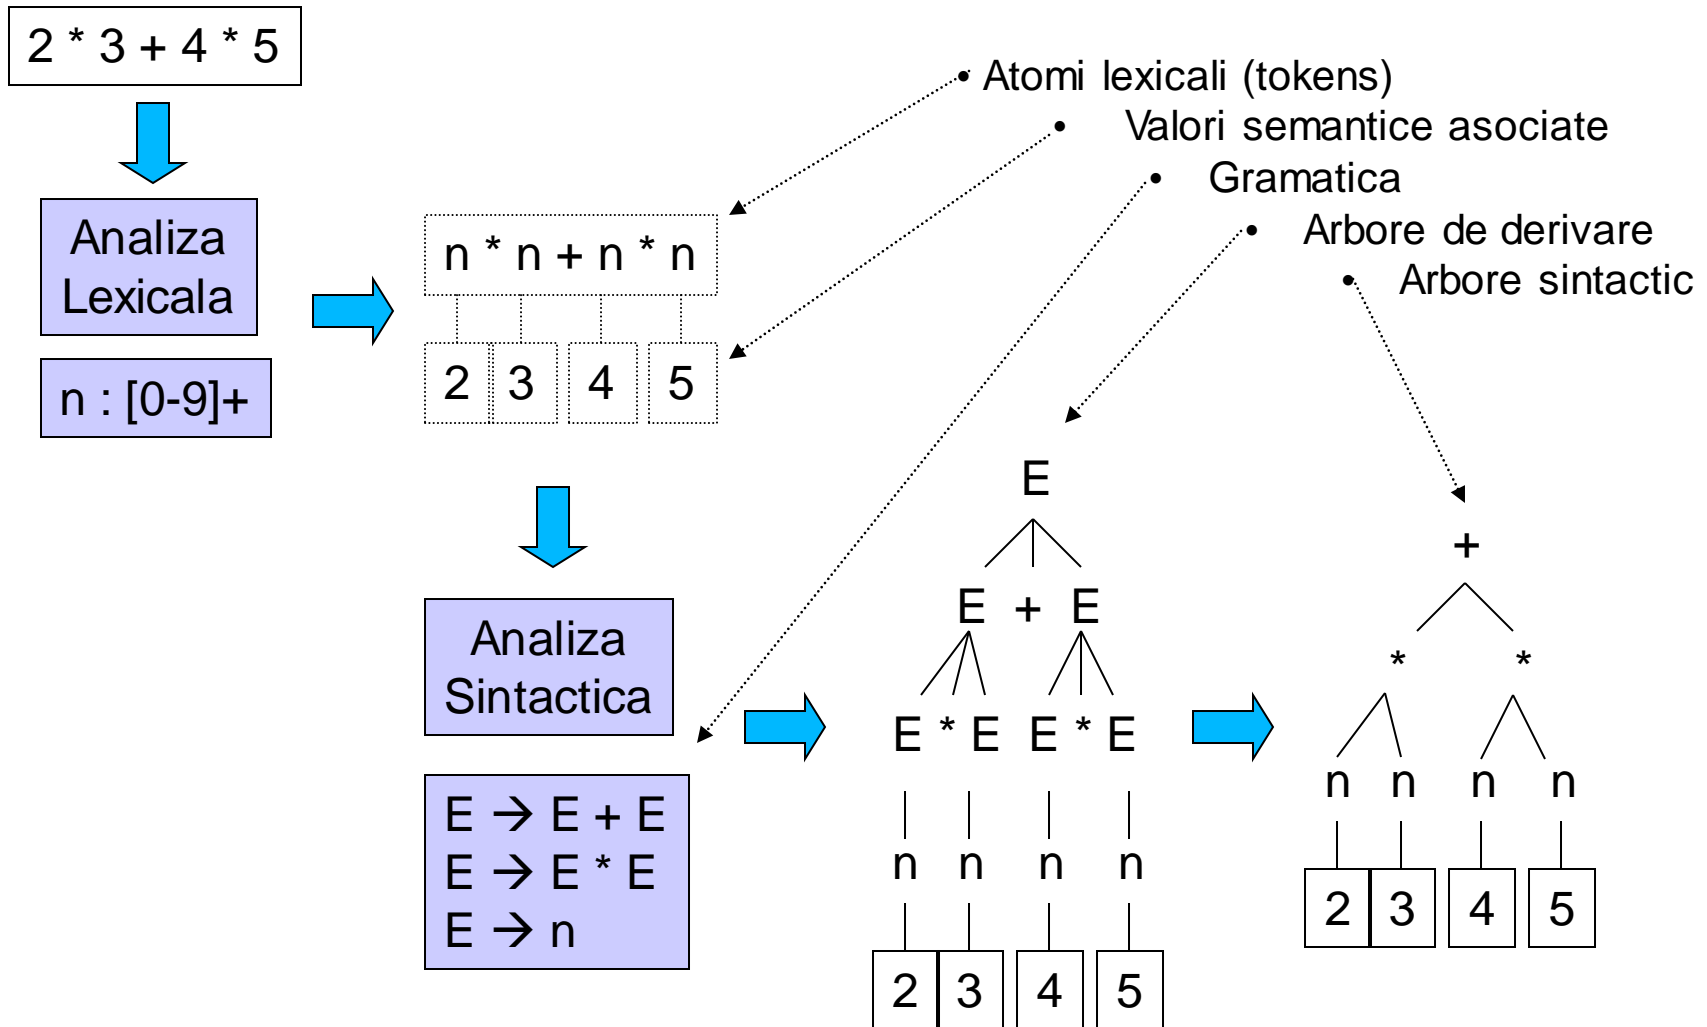 2 * 3 + 4 * 5
• Atomi lexicali (tokens)
• Valori semantice asociate
• Gramatica
• Arbore de derivare
• Arbore sintactic
Analiza
Lexicala
n : [0-9]+
n * n + n * n
2 3 4 5
Analiza
Sintactica
E → E + E
E → E * E
E → n
E
E + E
E * E E * E
n n n n
2 3 4 5
+
* *
n n n n
2 3 4 5